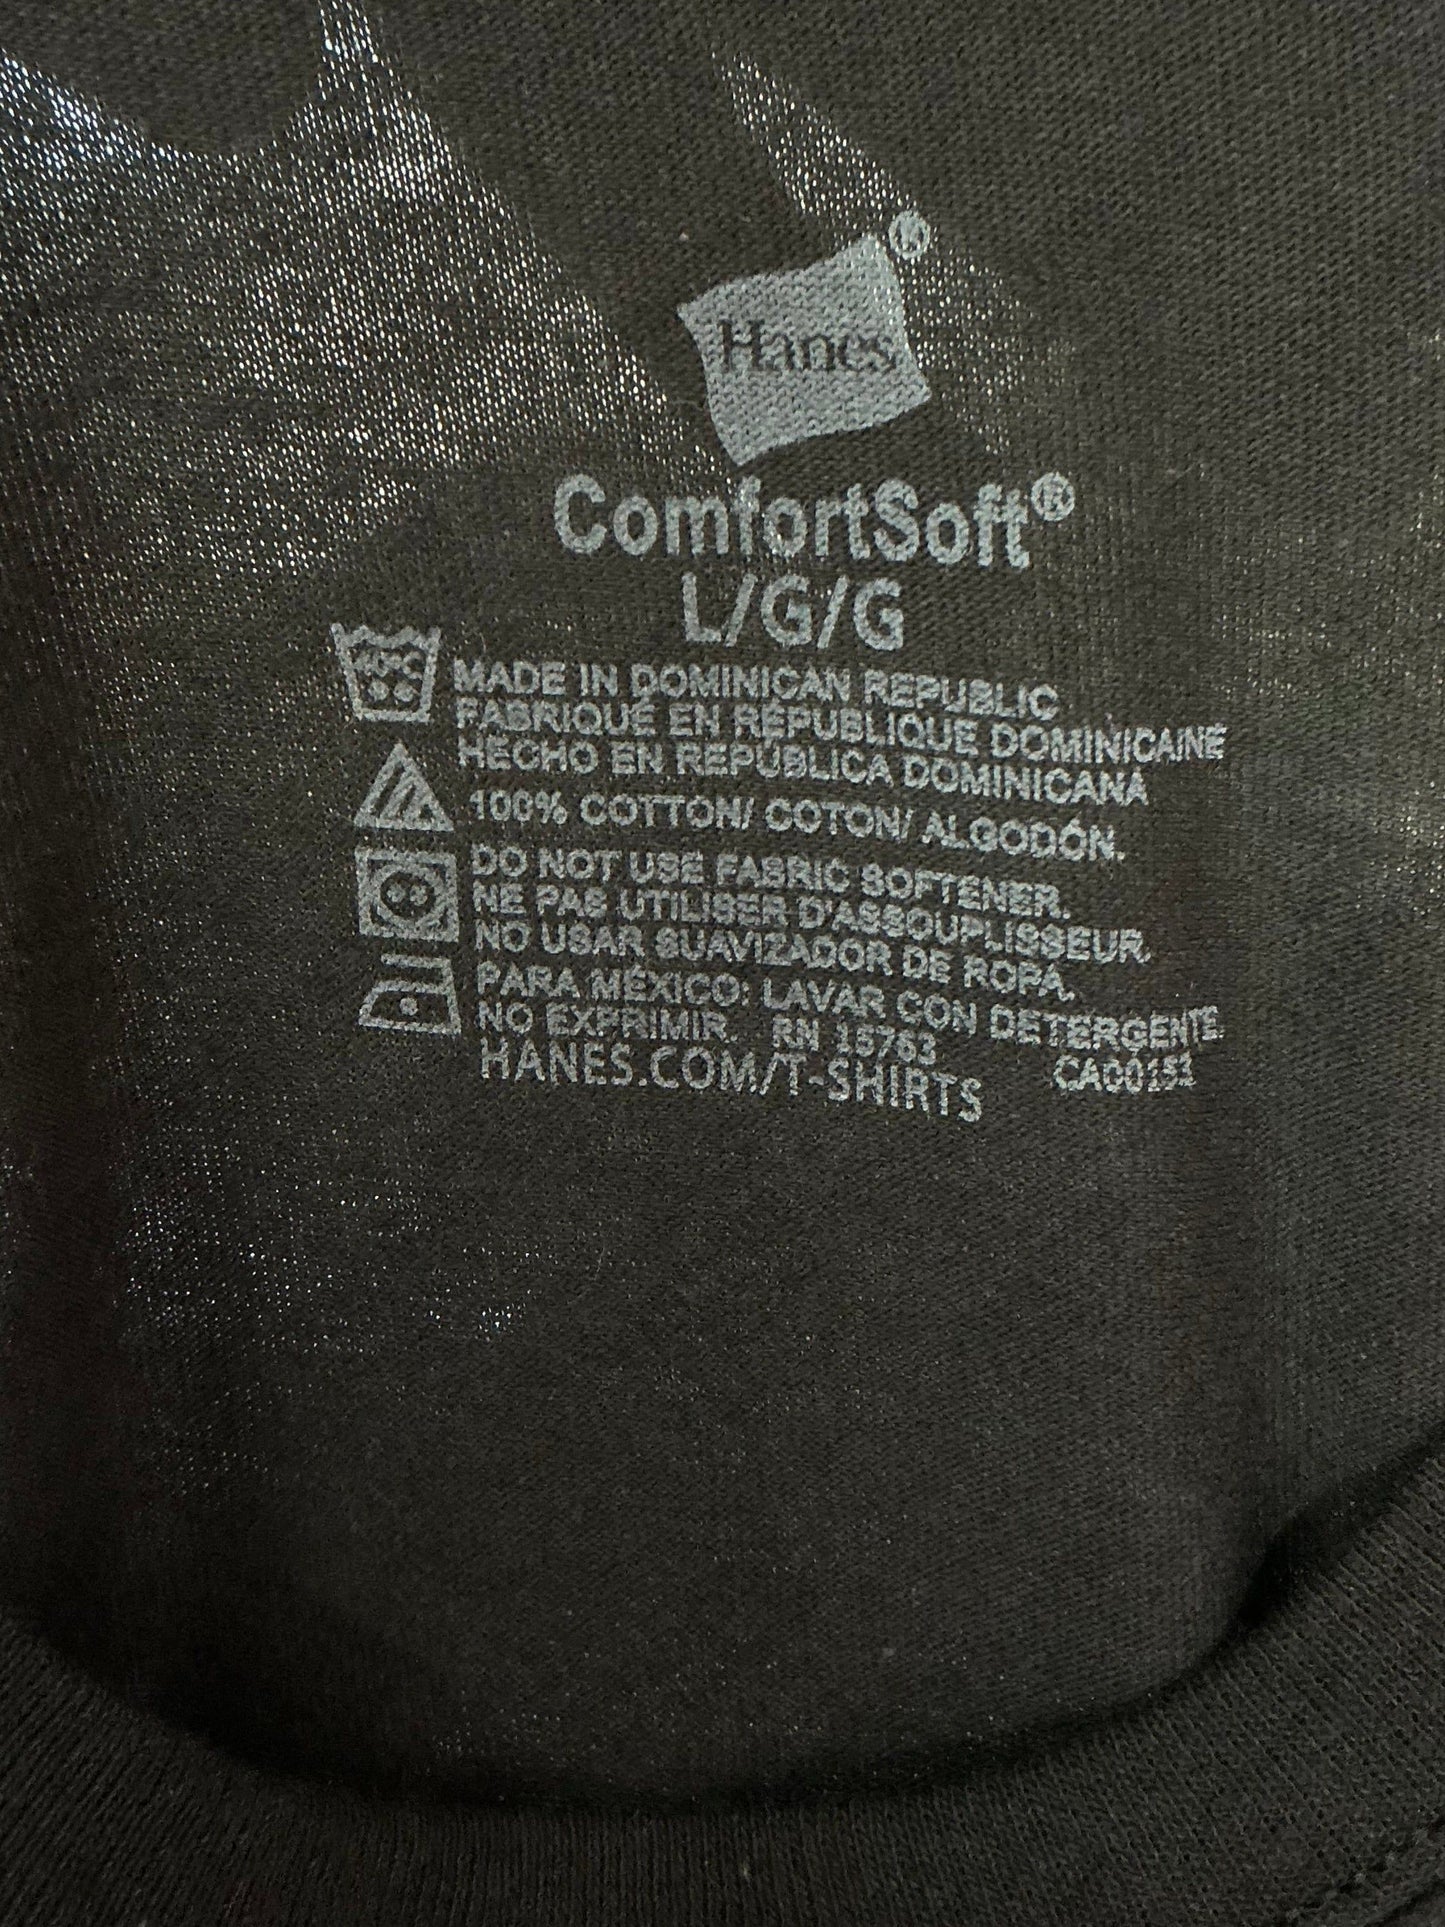 Hanes®
ComfortSoft®
L/G/G
40°C
MADE IN DOMINICAN REPUBLIC
FABRIQUÉ EN RÉPUBLIQUE DOMINICAINE
HECHO EN REPÚBLICA DOMINICANA
100% COTTON/ COTON/ ALGODÓN.
DO NOT USE FABRIC SOFTENER.
NE PAS UTILISER D'ASSOUPLISSEUR.
NO USAR SUAVIZADOR DE ROPA.
PARA MÉXICO: LAVAR CON DETERGENTE.
NO EXPRIMIR. RN 15763 CA00153
HANES.COM/T-SHIRTS